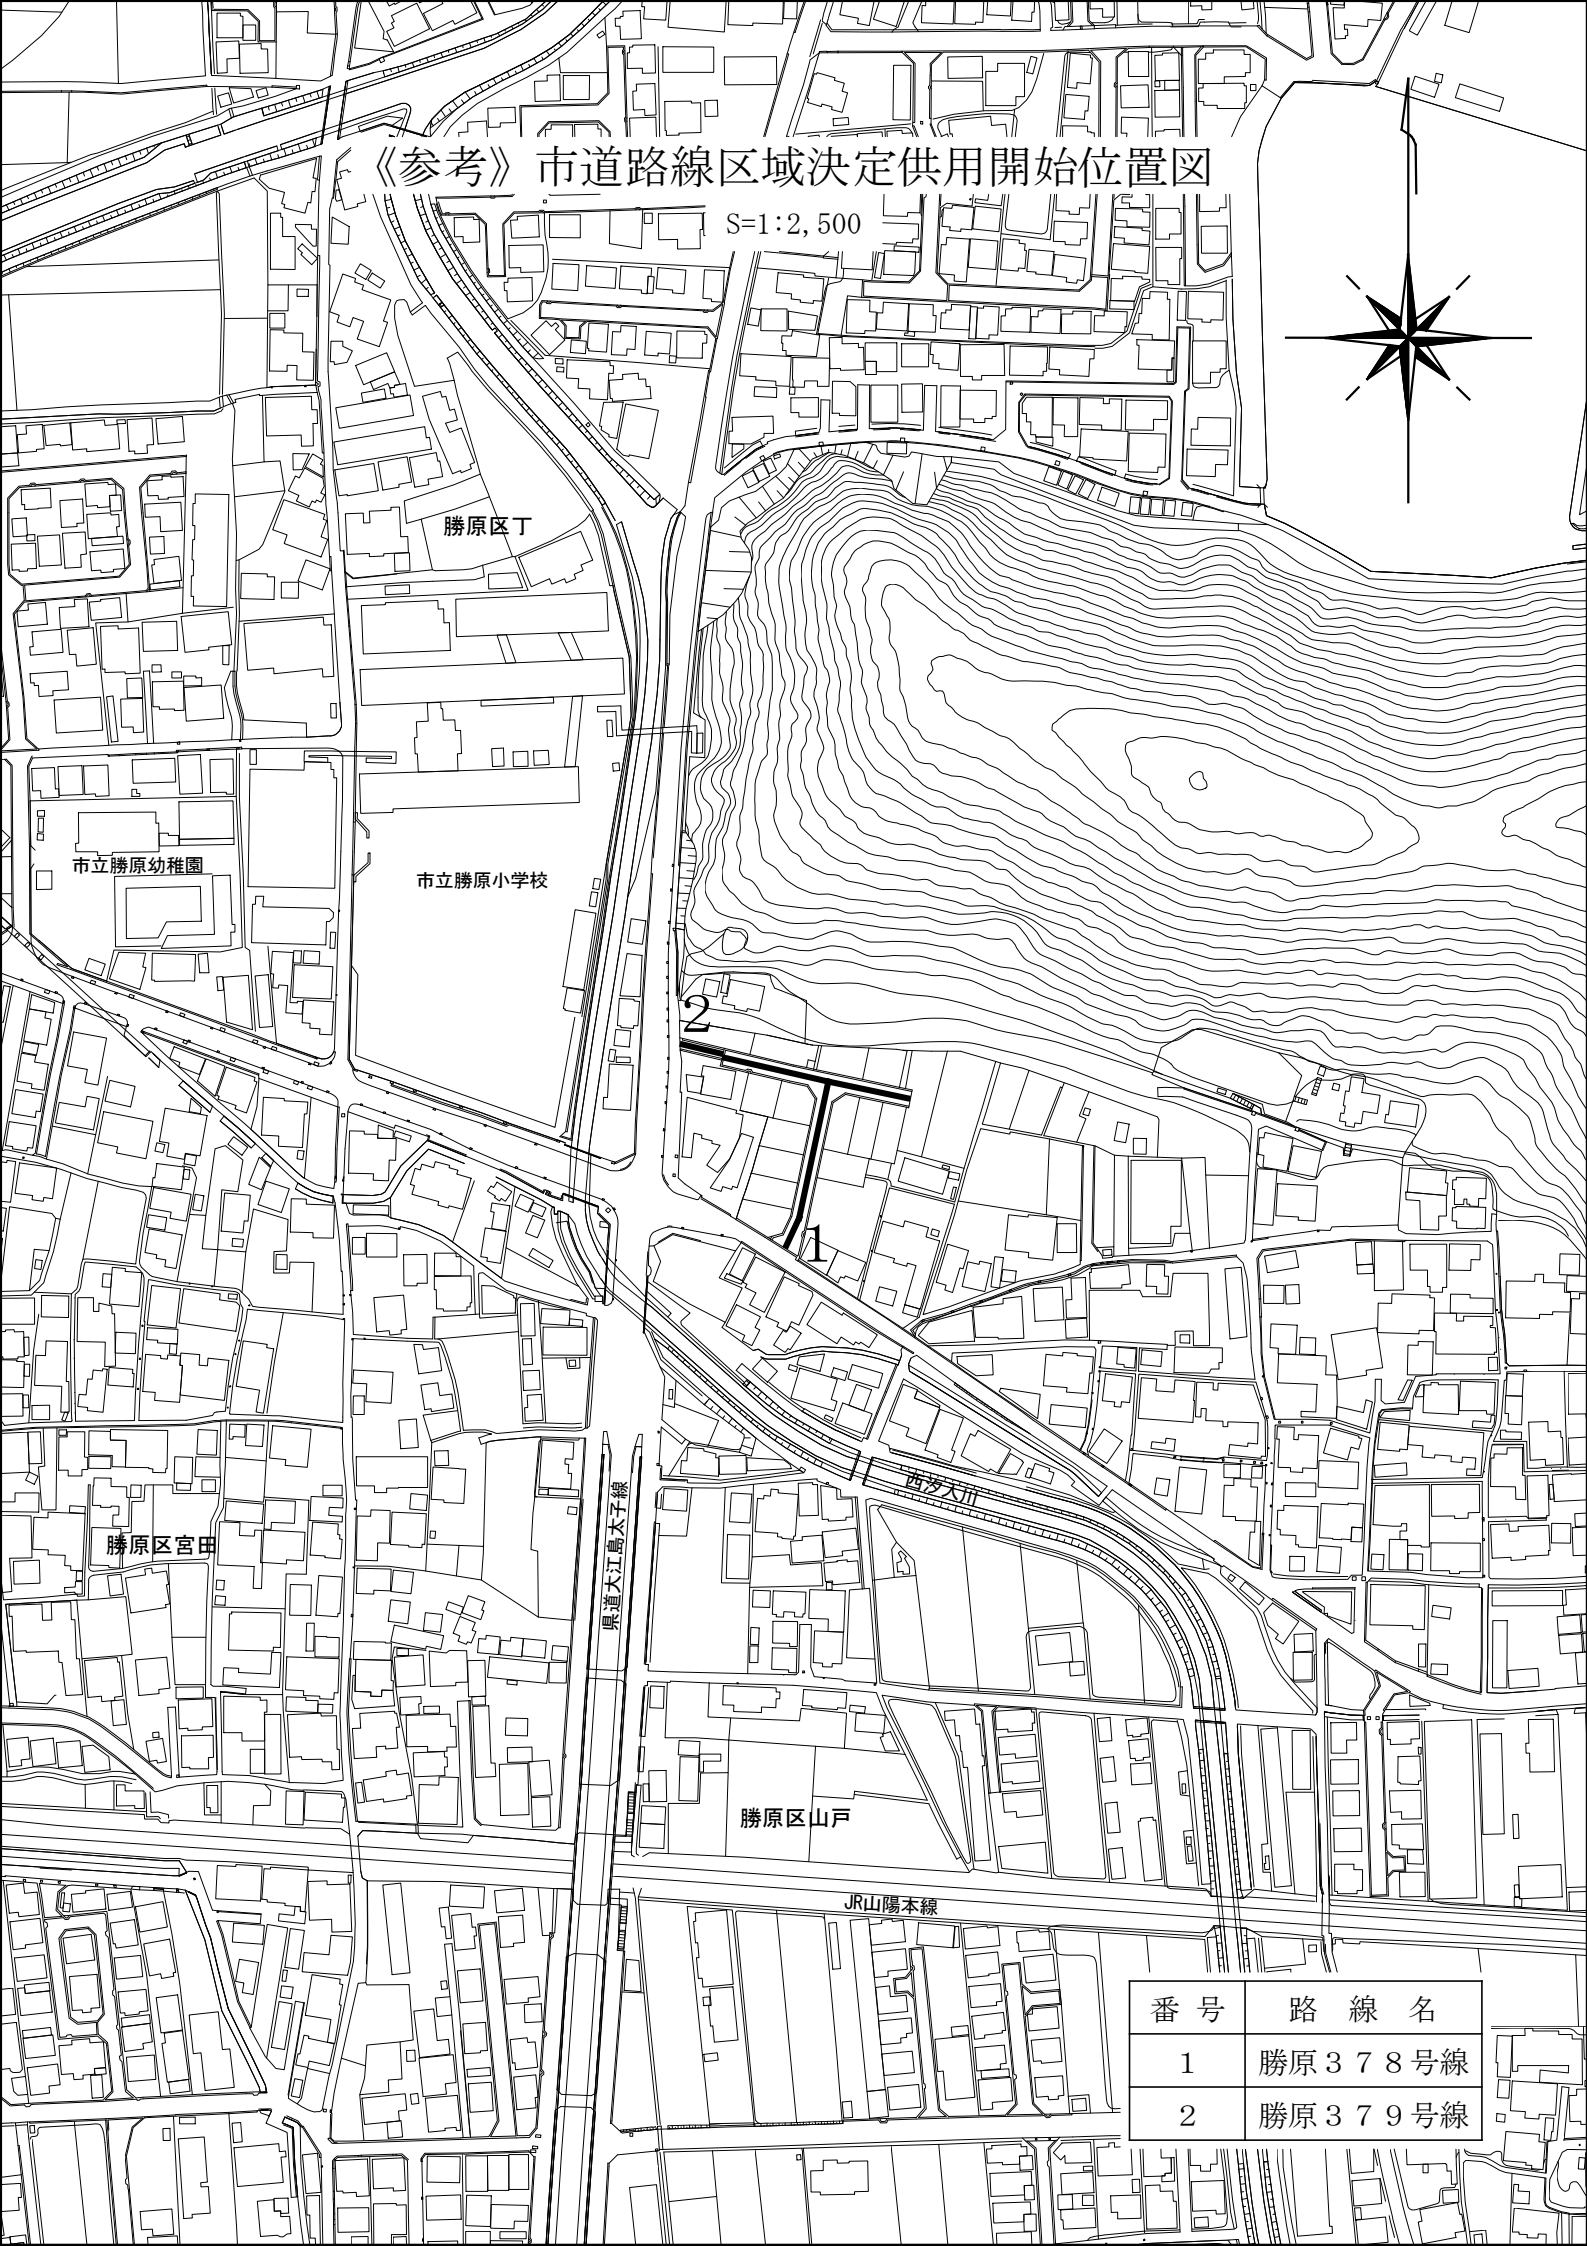 《参考》市道路線区域決定供用開始位置図
S=1:2,500
勝原区丁
市立勝原幼稚園
市立勝原小学校
2
1
西汐入川
県道大江島太子線
勝原区宮田
勝原区山戸
JR山陽本線
番 号 路 線 名
1 勝原３７８号線
2 勝原３７９号線